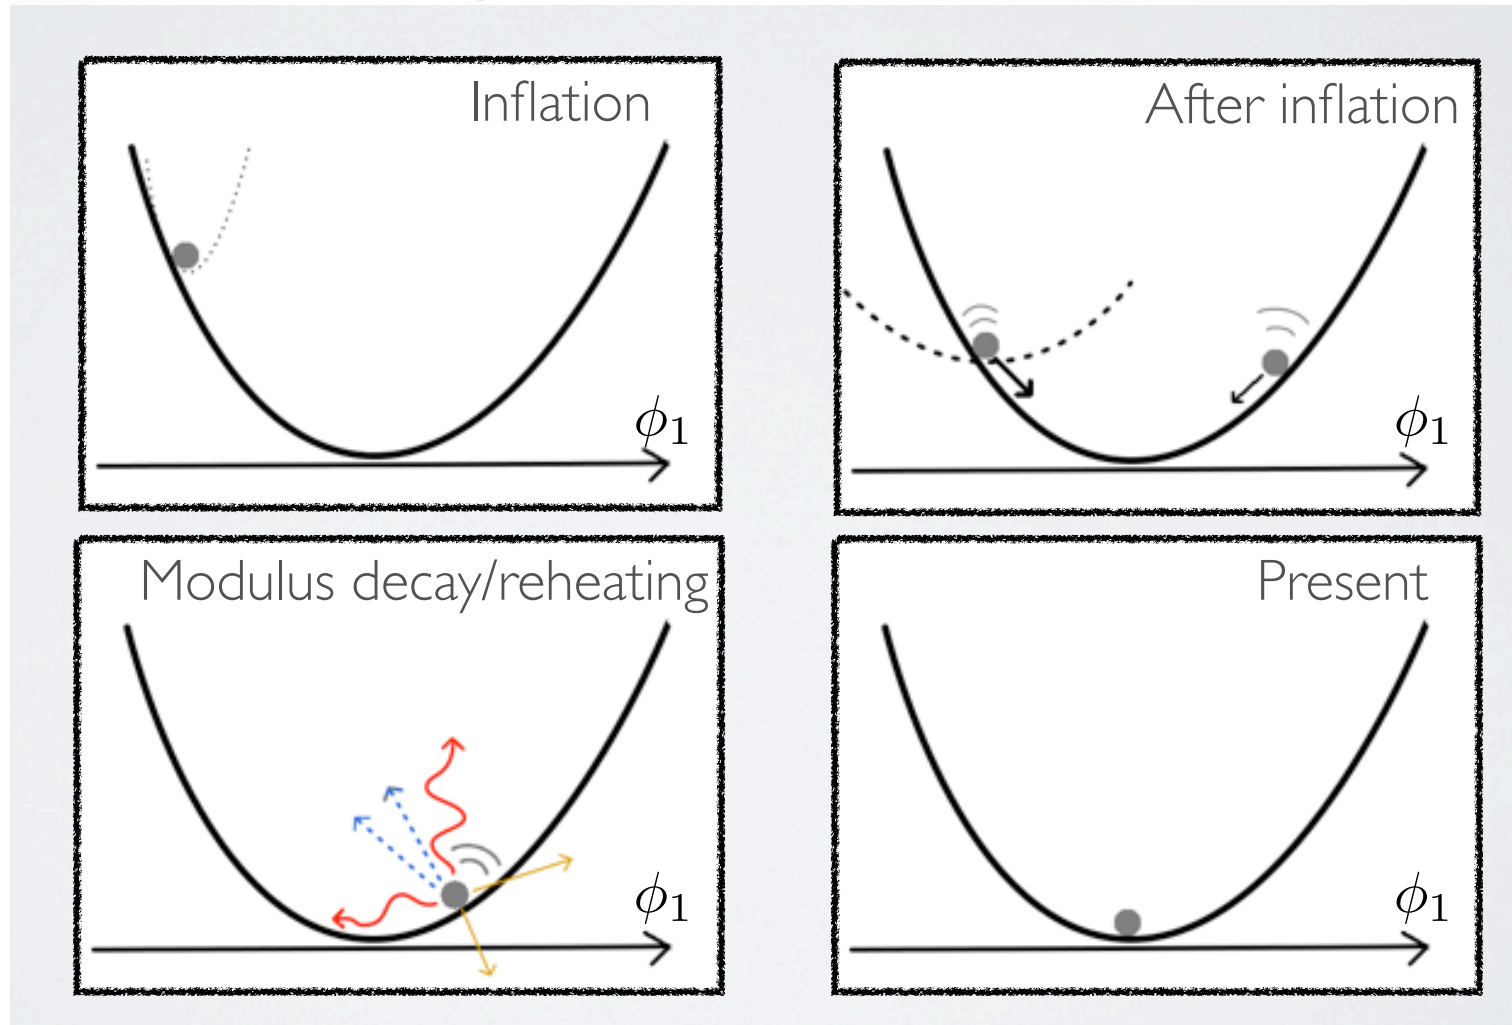 Inflation
ϕ₁
After inflation
ϕ₁
Modulus decay/reheating
ϕ₁
Present
ϕ₁